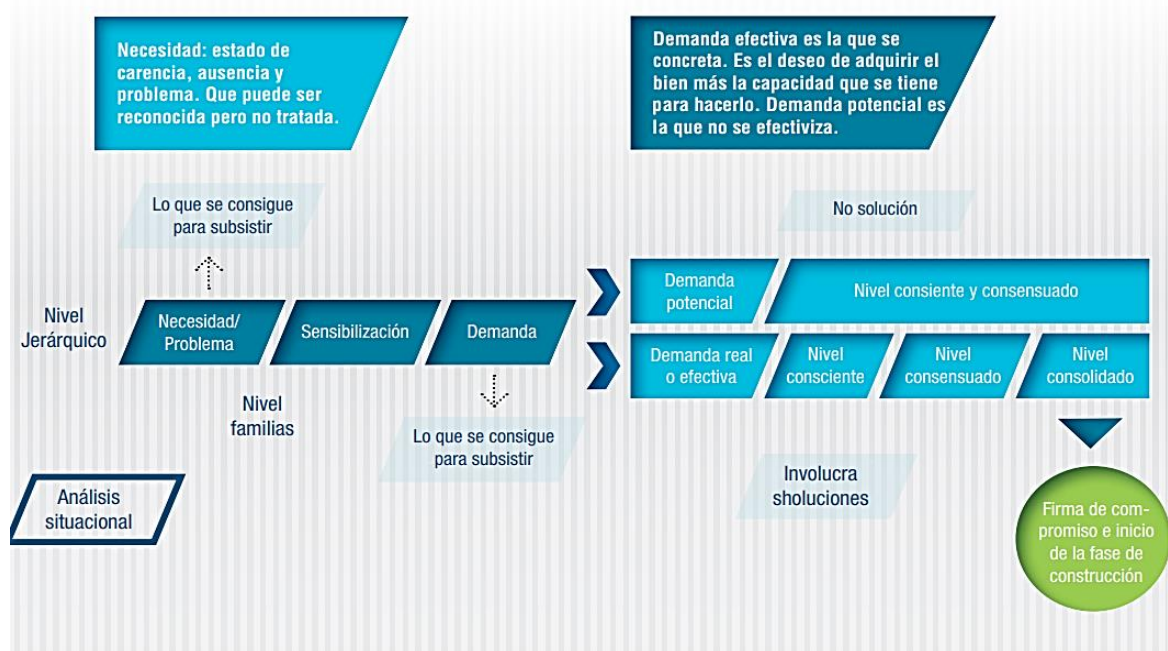 Necesidad: estado de
carencia, ausencia y
problema. Que puede ser
reconocida pero no tratada.
Demanda efectiva es la que se
concreta. Es el deseo de adquirir el
bien más la capacidad que se tiene
para hacerlo. Demanda potencial es
la que no se efectiviza.
Lo que se consigue
para subsistir
No solución
Nivel
Jerárquico
Necesidad/
Problema
Sensibilización
Demanda
Demanda
potencial
Nivel consiente y consensuado
Demanda real
o efectiva
Nivel
consciente
Nivel
consensuado
Nivel
consolidado
Nivel
familias
Lo que se consigue
para subsistir
Involucra
sholuciones
Análisis
situacional
Firma de com-
promiso e inicio
de la fase de
construcción